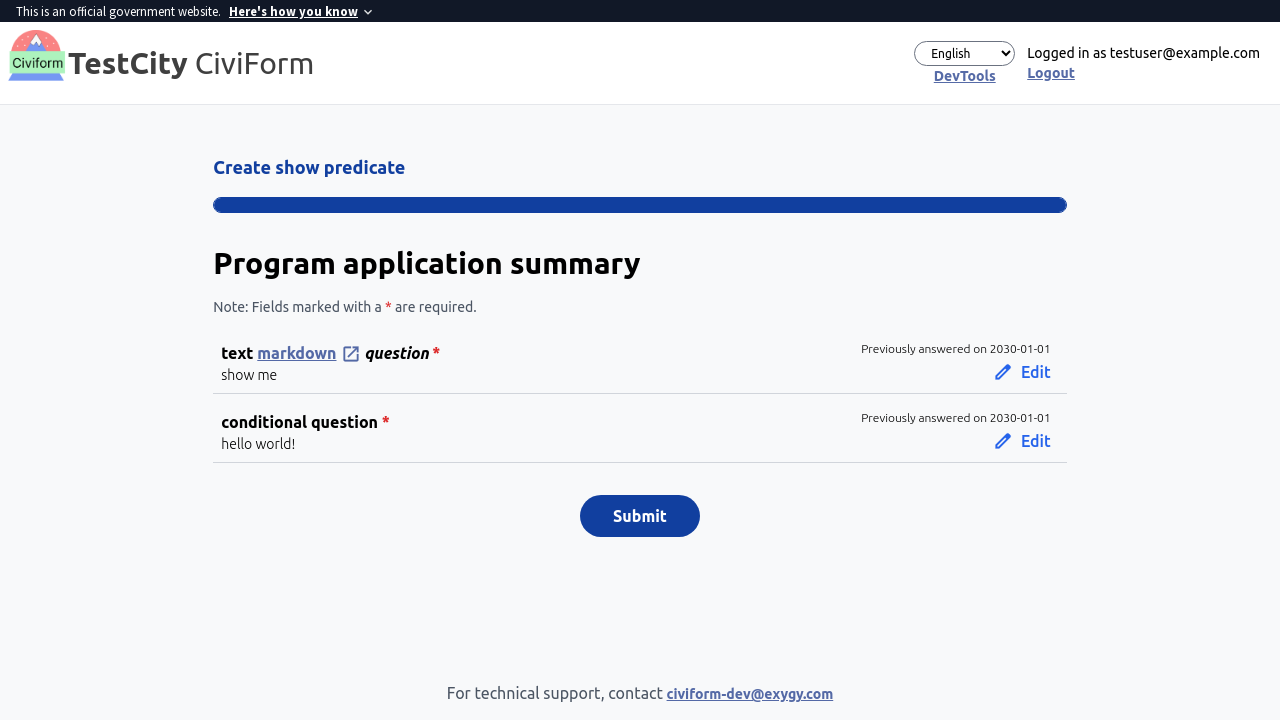 This is an official government website. Here's how you know
Civiform
TestCity CiviForm
English
DevTools
Logged in as testuser@example.com
Logout
Create show predicate
Program application summary
Note: Fields marked with a * are required.
text markdown question *
show me
Previously answered on 2030-01-01
Edit
conditional question *
hello world!
Previously answered on 2030-01-01
Edit
Submit
For technical support, contact civiform-dev@exygy.com